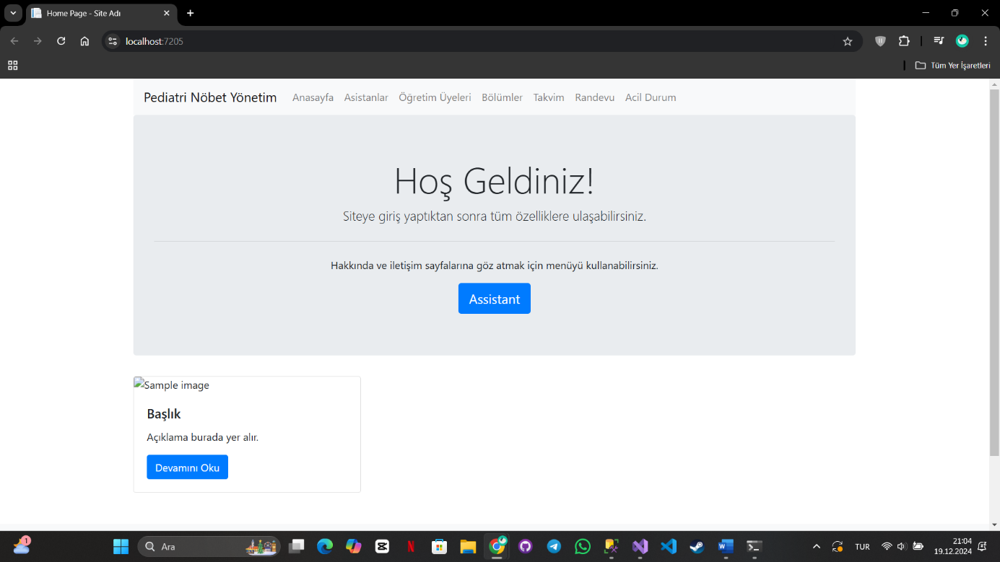 Home Page - Site Adı
localhost:7205
Tüm Yer İşaretleri
Pediatri Nöbet Yönetim Anasayfa Asistanlar Öğretim Üyeleri Bölümler Takvim Randevu Acil Durum
Hoş Geldiniz!
Siteye giriş yaptıktan sonra tüm özelliklere ulaşabilirsiniz.
Hakkında ve iletişim sayfalarına göz atmak için menüyü kullanabilirsiniz.
Assistant
Sample image
Başlık
Açıklama burada yer alır.
Devamını Oku
1
Ara
TUR
21:04
19.12.2024